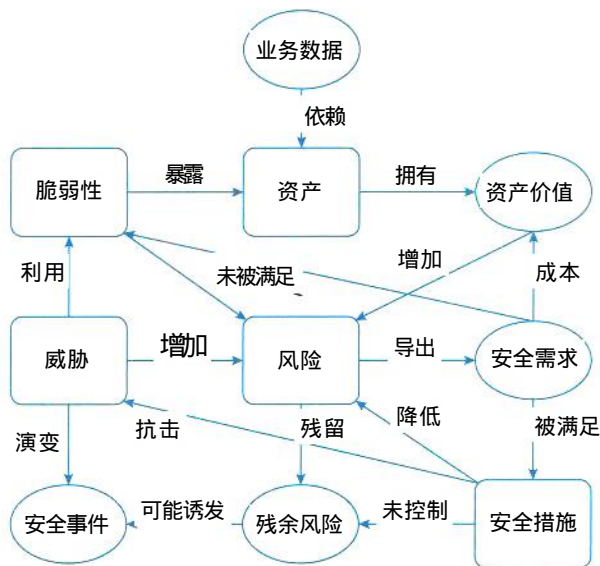 业务数据
依赖
脆弱性
暴露
资产
拥有
资产价值
利用
未被满足
增加
成本
威胁
增加
风险
导出
安全需求
演变
抗击
残留
降低
被满足
安全事件
可能诱发
残余风险
未控制
安全措施